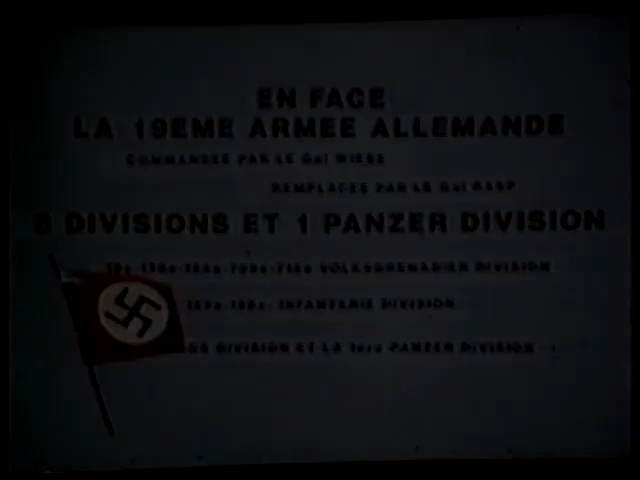 EN FACE
LA 19EME ARMEE ALLEMANDE
COMMANDEE PAR LE Gal WIESE
REMPLACEE PAR LE Gal RASP
DIVISIONS ET 1 PANZER DIVISION
VOLKSGRENADIER DIVISION
INFANTERIE DIVISION
DIVISION ET LA PANZER DIVISION